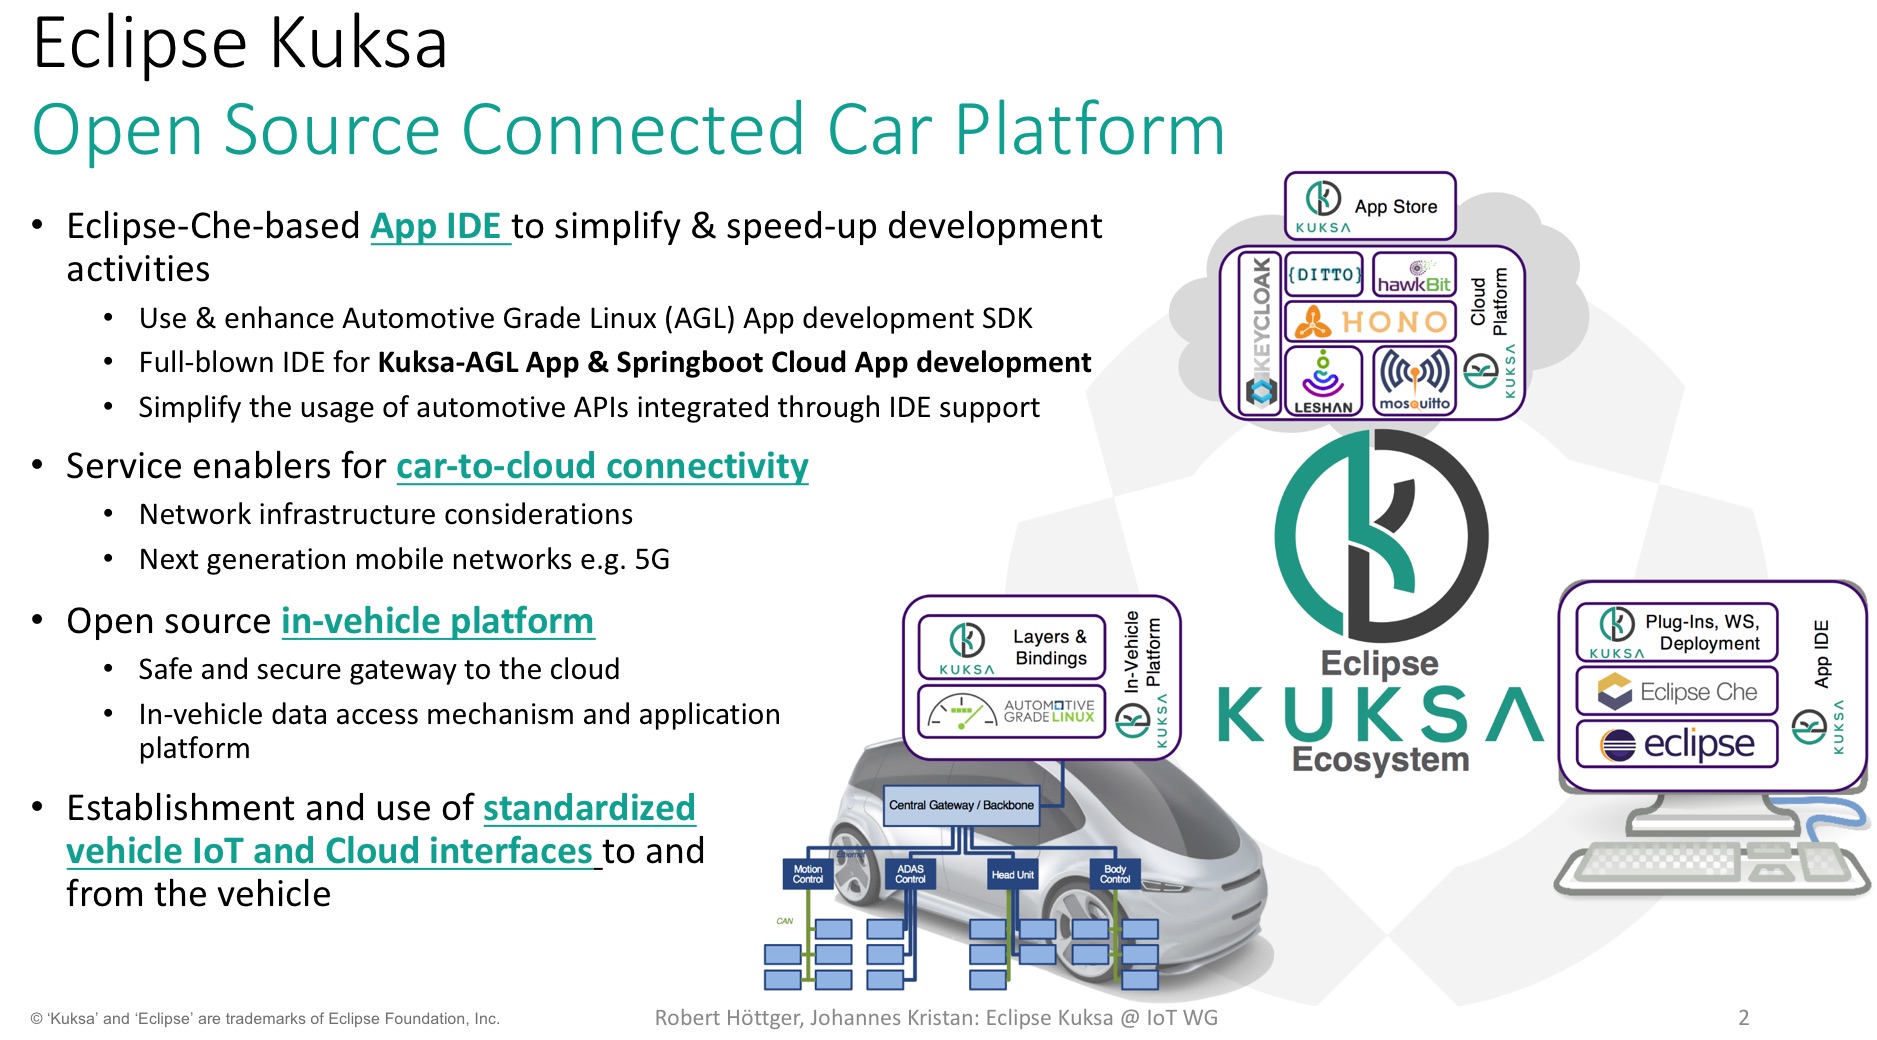 Eclipse Kuksa
Open Source Connected Car Platform
• Eclipse-Che-based App IDE to simplify & speed-up development
activities
• Use & enhance Automotive Grade Linux (AGL) App development SDK
• Full-blown IDE for Kuksa-AGL App & Springboot Cloud App development
• Simplify the usage of automotive APIs integrated through IDE support
• Service enablers for car-to-cloud connectivity
• Network infrastructure considerations
• Next generation mobile networks e.g. 5G
• Open source in-vehicle platform
• Safe and secure gateway to the cloud
• In-vehicle data access mechanism and application
platform
• Establishment and use of standardized
vehicle IoT and Cloud interfaces to and
from the vehicle
KUKSA
App Store
KEYCLOAK
{DITTO}
hawkBit
HONO
LESHAN
mosquitto
Cloud
Platform
KUKSA
Eclipse
KUKSA
Ecosystem
KUKSA
Layers &
Bindings
AUTOMOTIVE
GRADELINUX
In-Vehicle
Platform
KUKSA
KUKSA
Plug-Ins, WS,
Deployment
Eclipse Che
eclipse
App IDE
KUKSA
Central Gateway / Backbone
Ethernet
Motion
Control
ADAS
Control
Head Unit
Body
Control
CAN
© ‘Kuksa’ and ‘Eclipse’ are trademarks of Eclipse Foundation, Inc.
Robert Höttger, Johannes Kristan: Eclipse Kuksa @ IoT WG
2